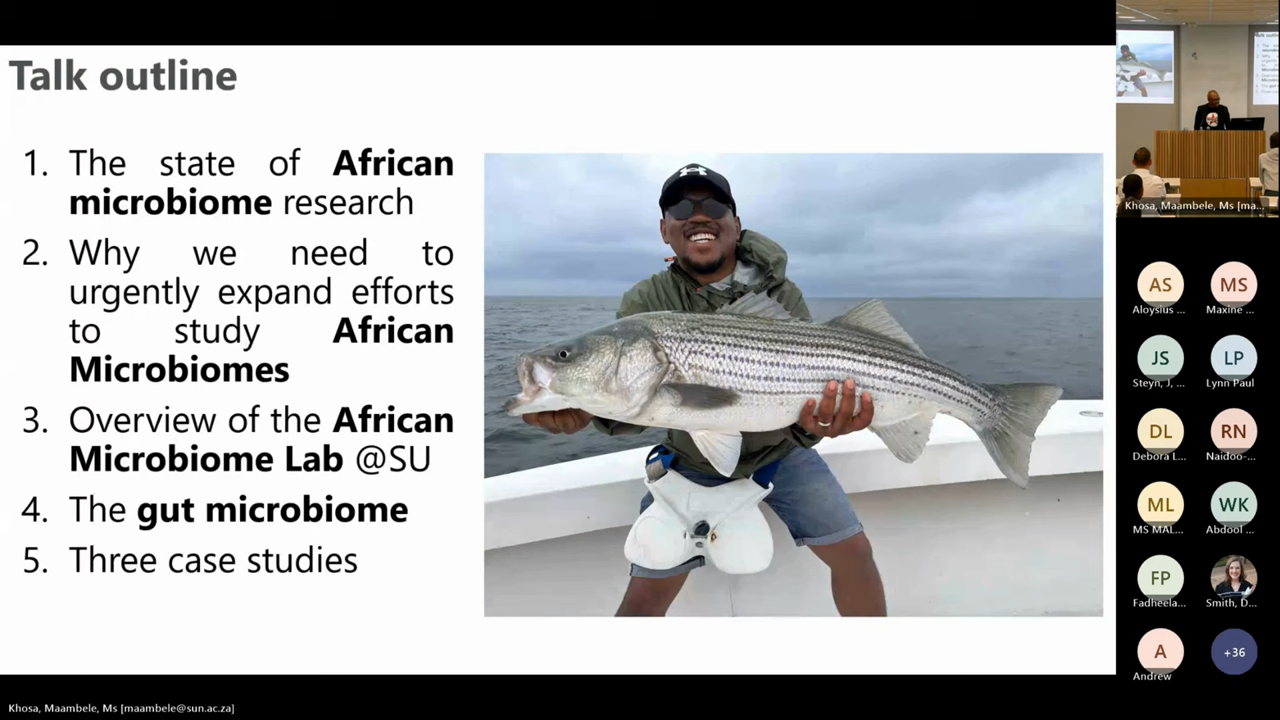 Talk outline
1. The state of African
microbiome research
2. Why we need to
urgently expand efforts
to study African
Microbiomes
3. Overview of the African
Microbiome Lab @SU
4. The gut microbiome
5. Three case studies
Khosa, Maambele, Ms [ma...
AS
Aloysius ...
MS
Maxine ...
JS
Steyn, J, ...
LP
Lynn Paul
DL
Debora L...
RN
Naidoo-...
ML
MS MAL...
WK
Abdool ...
FP
Fadheela...
Smith, D...
A
Andrew
+36
Khosa, Maambele, Ms [maambele@sun.ac.za]